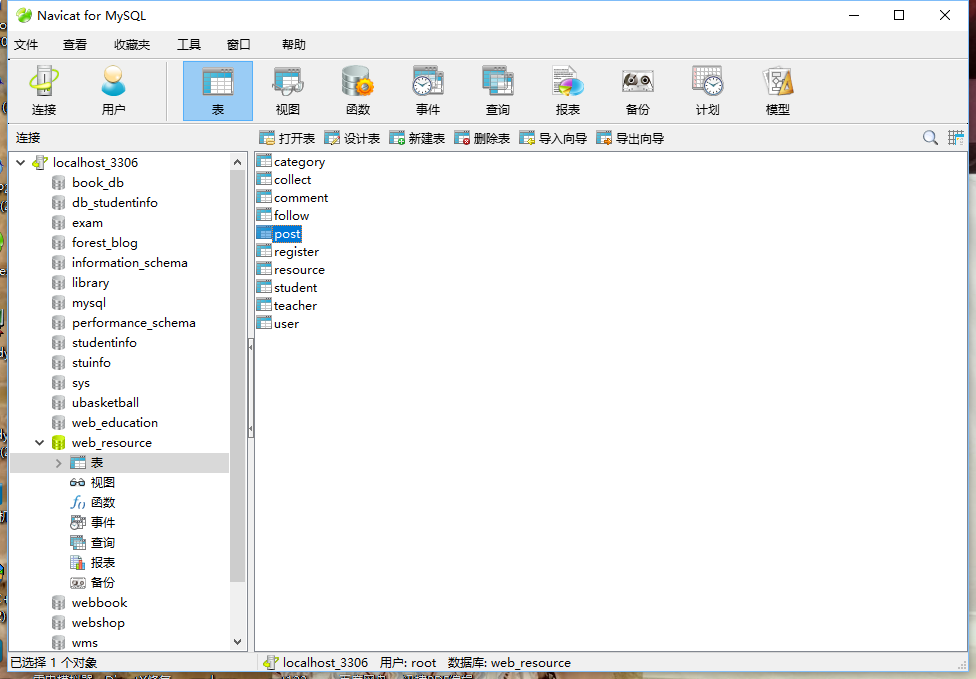 Navicat for MySQL
文件 查看 收藏夹 工具 窗口 帮助
连接 用户 表 视图 函数 事件 查询 报表 备份 计划 模型
连接
打开表 设计表 新建表 删除表 导入向导 导出向导
localhost_3306
book_db
db_studentinfo
exam
forest_blog
information_schema
library
mysql
performance_schema
studentinfo
stuinfo
sys
ubasketball
web_education
web_resource
表
视图
函数
事件
查询
报表
备份
webbook
webshop
wms
category
collect
comment
follow
post
register
resource
student
teacher
user
已选择 1 个对象
localhost_3306 用户: root 数据库: web_resource